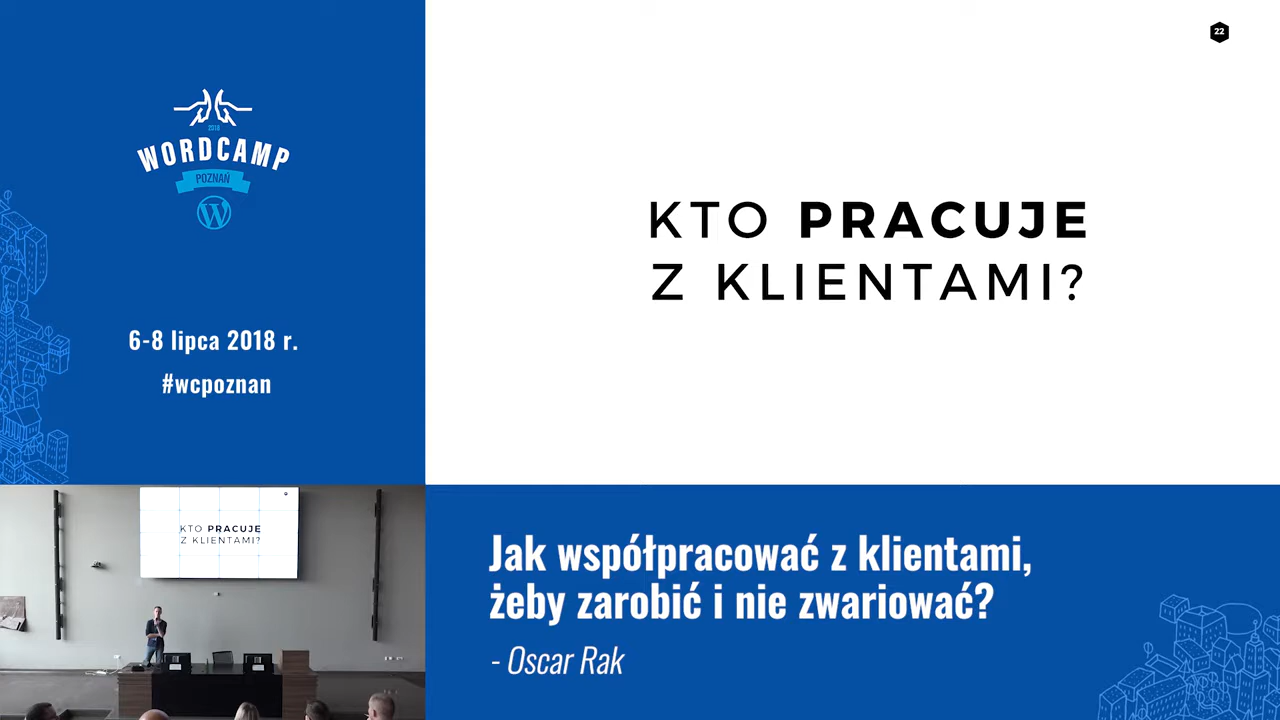 2018
WORDCAMP
POZNAŃ
6-8 lipca 2018 r.
#wcpoznan
22
KTO PRACUJE
Z KLIENTAMI?
KTO PRACUJE
Z KLIENTAMI?
Jak współpracować z klientami,
żeby zarobić i nie zwariować?
- Oscar Rak